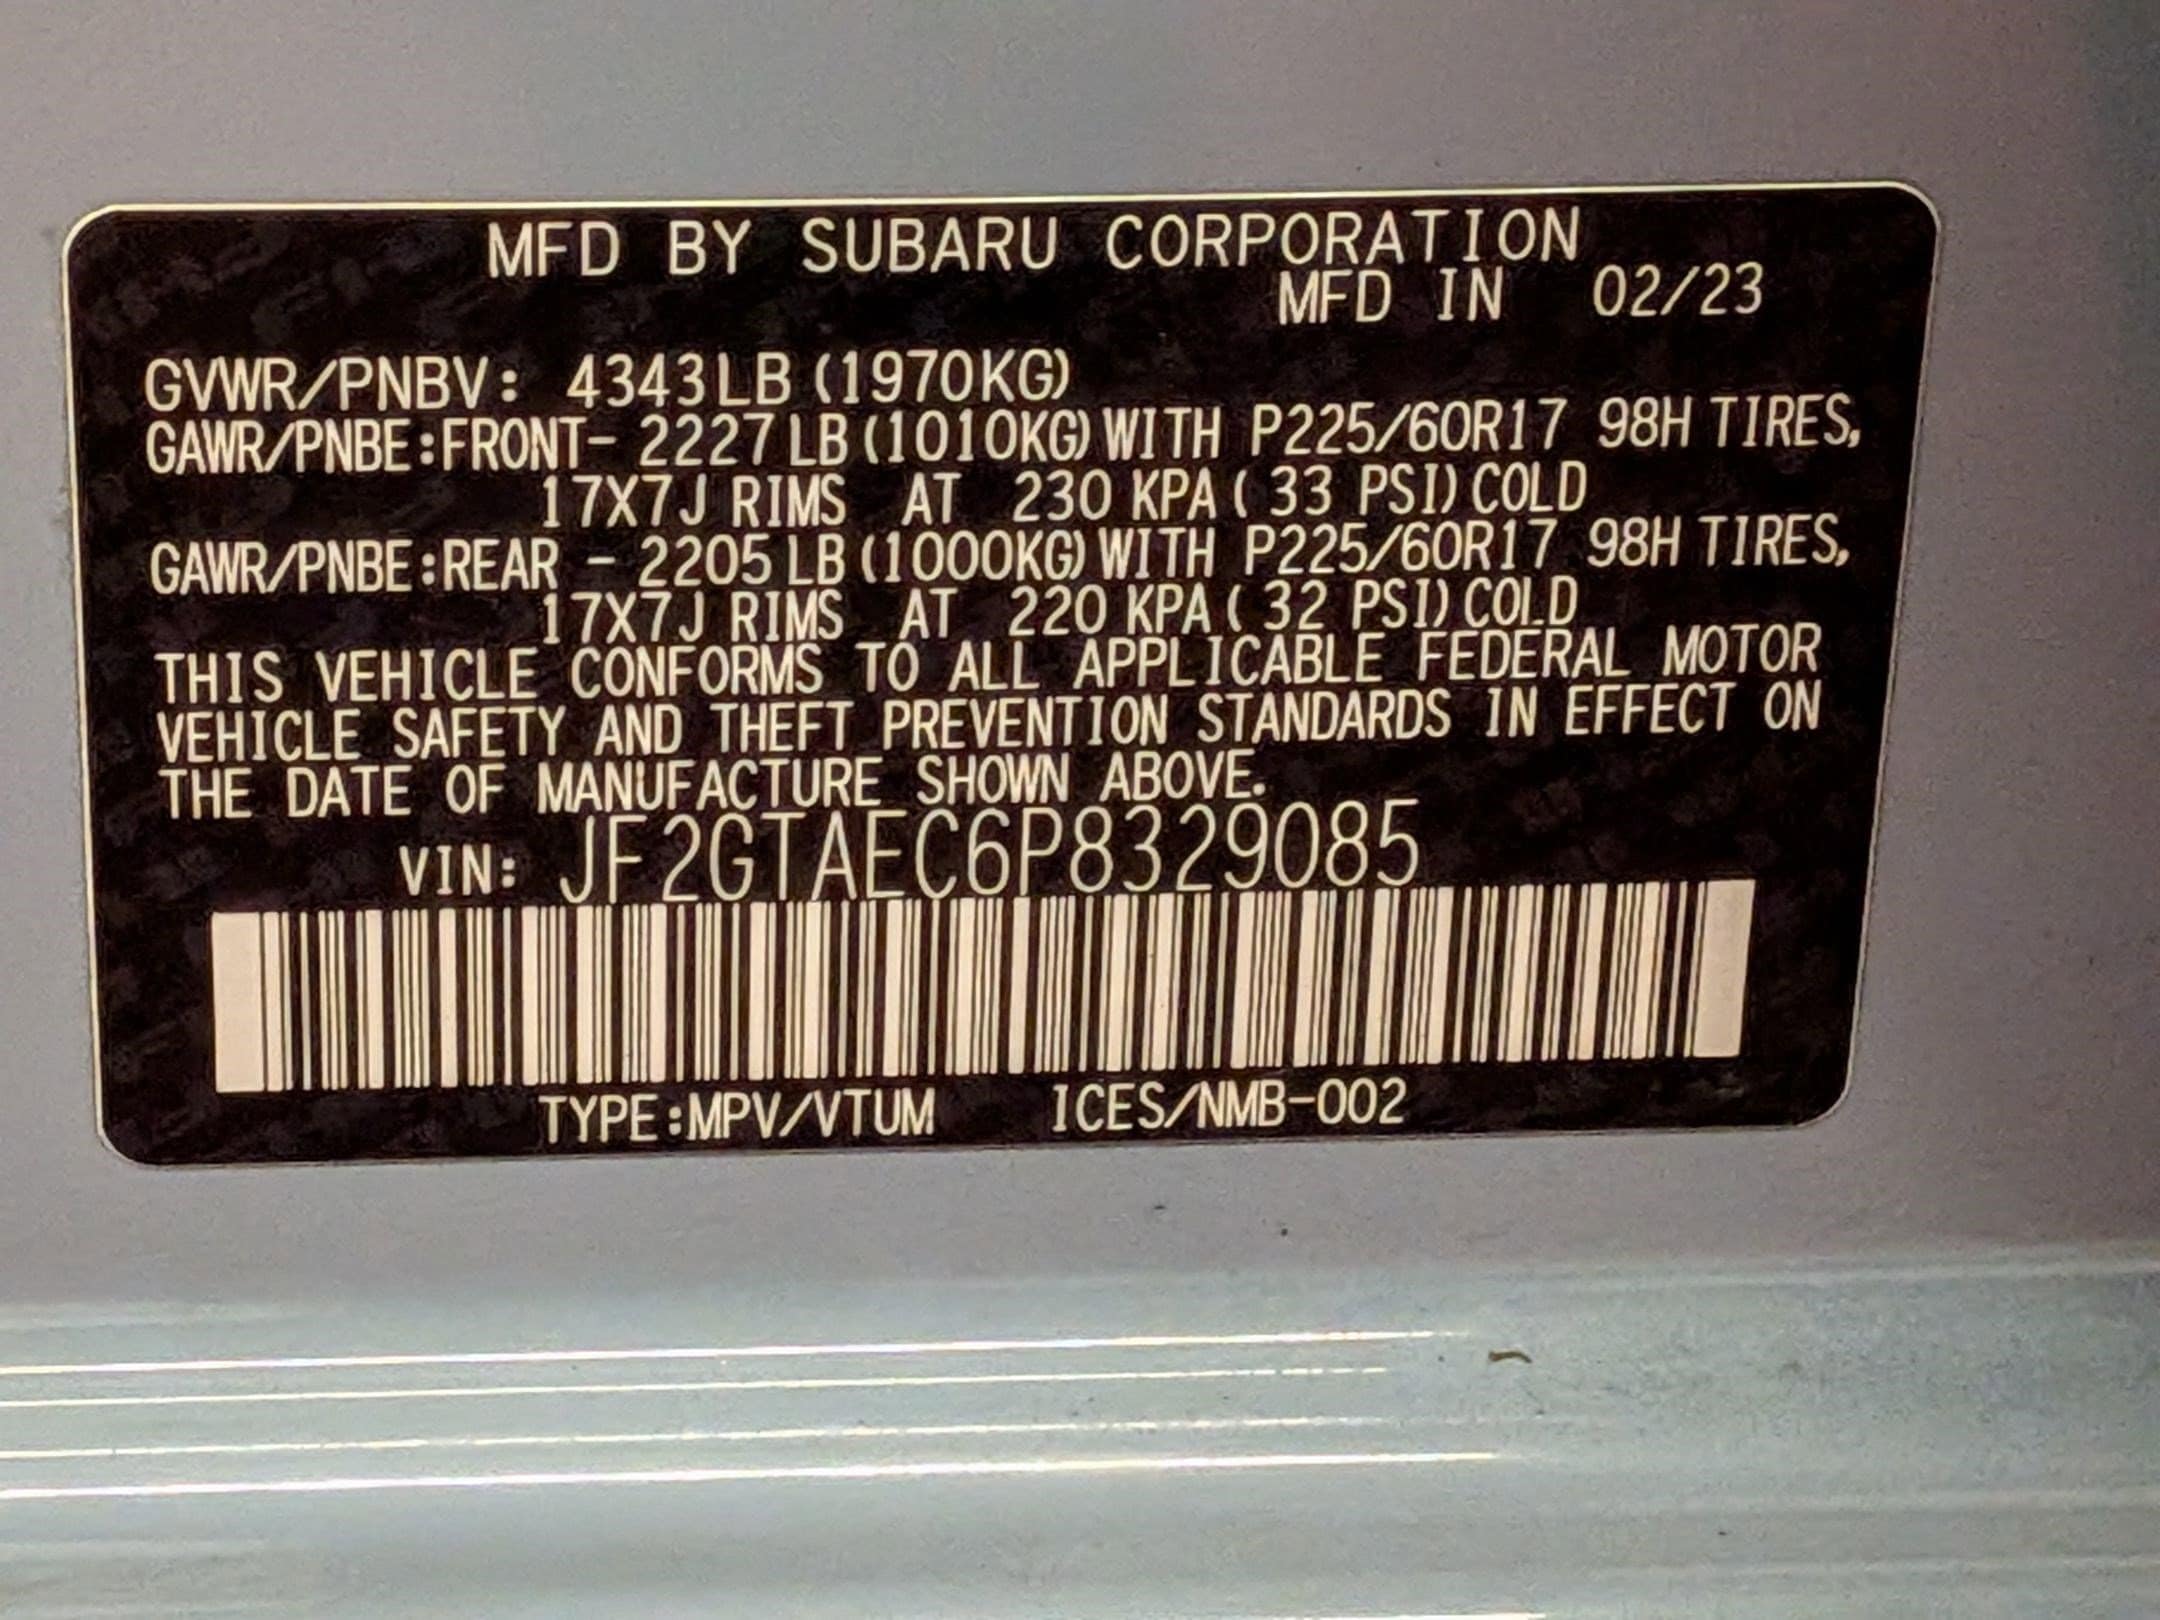 MFD BY SUBARU CORPORATION
MFD IN 02/23
GVWR/PNBV: 4343LB (1970KG)
GAWR/PNBE:FRONT- 2227 LB (1010KG) WITH P225/60R17 98H TIRES,
17X7J RIMS AT 230 KPA ( 33 PSI) COLD
GAWR/PNBE:REAR - 2205 LB (1000KG) WITH P225/60R17 98H TIRES,
17X7J RIMS AT 220 KPA ( 32 PSI) COLD
THIS VEHICLE CONFORMS TO ALL APPLICABLE FEDERAL MOTOR
VEHICLE SAFETY AND THEFT PREVENTION STANDARDS IN EFFECT ON
THE DATE OF MANUFACTURE SHOWN ABOVE.
VIN: JF2GTAEC6P8329085
TYPE:MPV/VTUM ICES/NMB-002